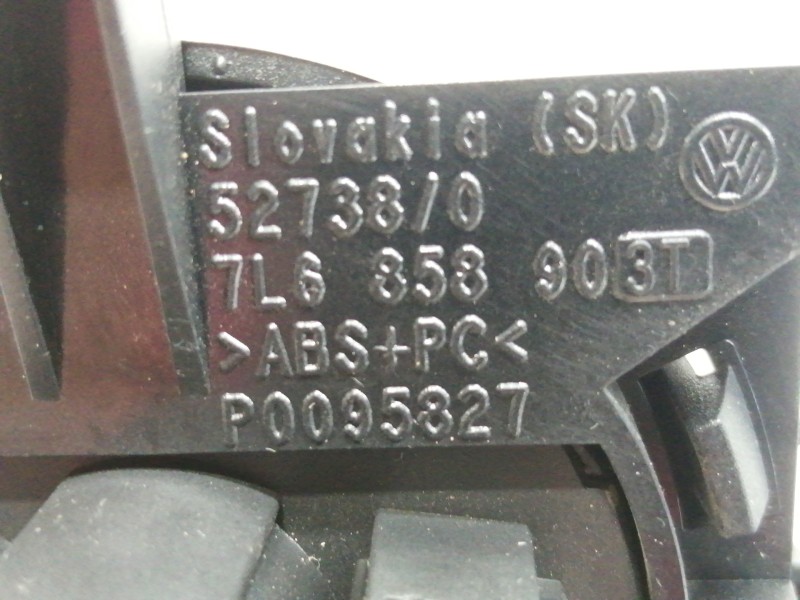 Slovakia (SK)
52738/0
7L6 858 903T
>ABS+PC<
P0095827